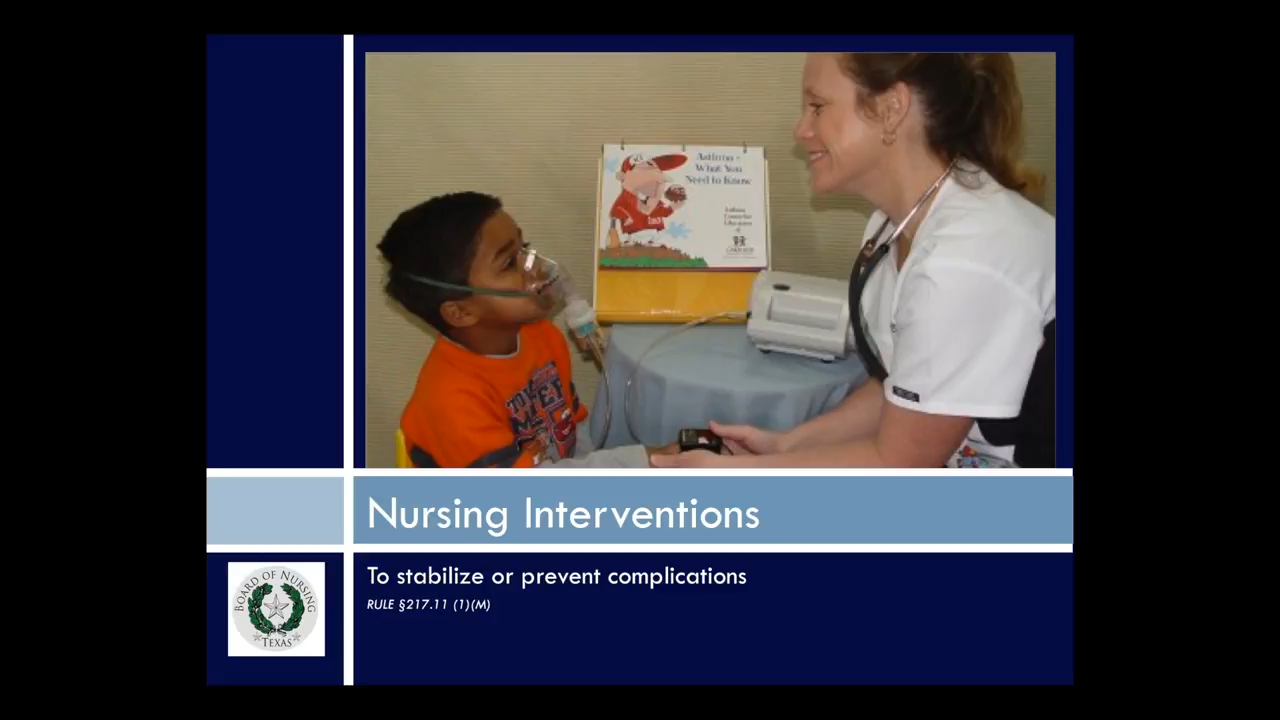 Asthma -
What You
Need to Know
Nursing Interventions
To stabilize or prevent complications
RULE §217.11 (1)(M)
BOARD OF NURSING
TEXAS